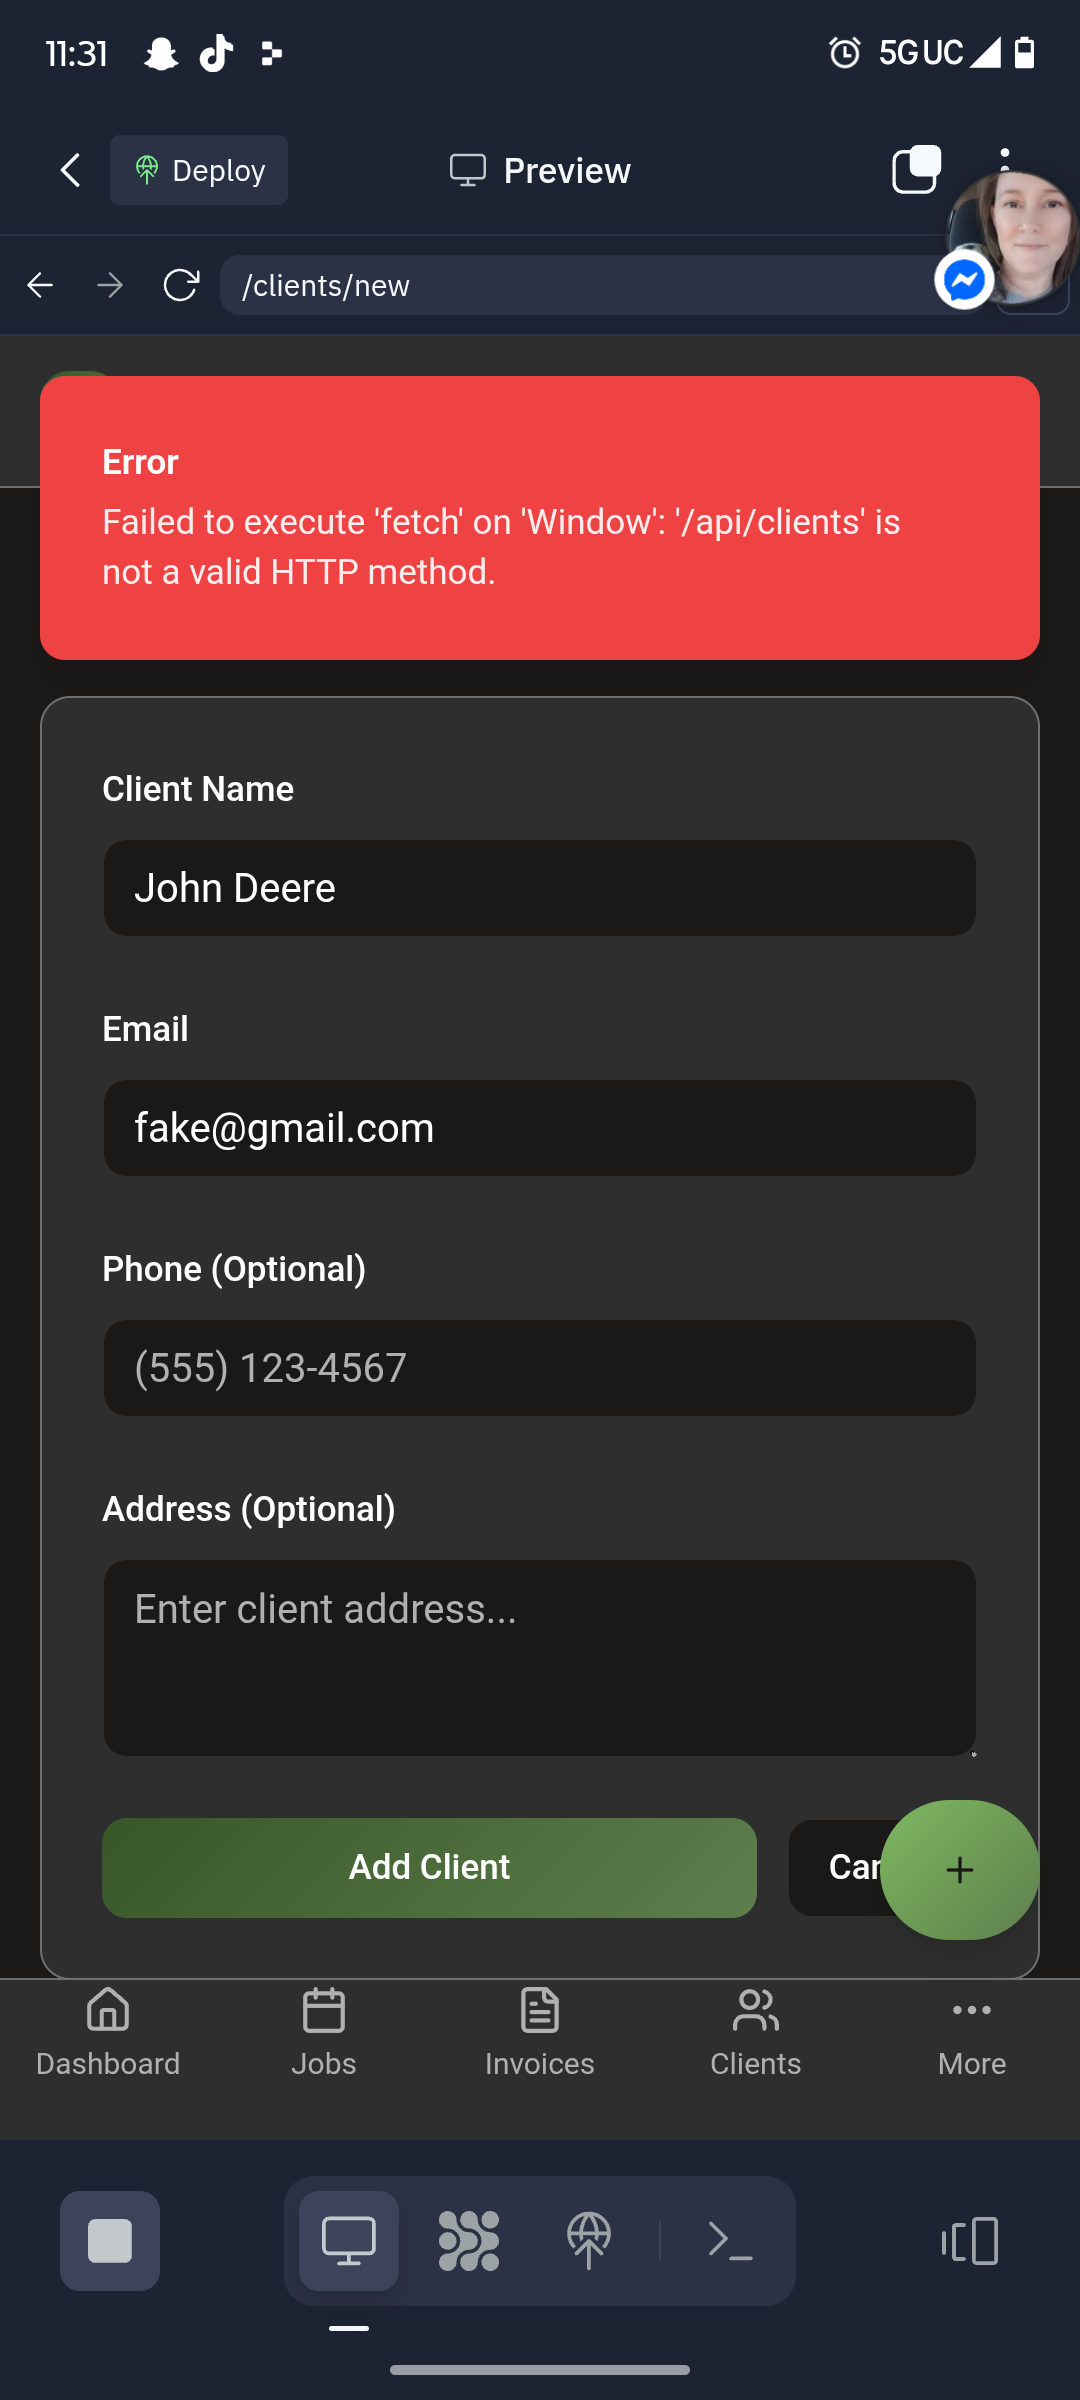 11:31
5G UC
Deploy
Preview
/clients/new
Error
Failed to execute 'fetch' on 'Window': '/api/clients' is
not a valid HTTP method.
Client Name
John Deere
Email
fake@gmail.com
Phone (Optional)
(555) 123-4567
Address (Optional)
Enter client address...
Add Client
Can
Dashboard
Jobs
Invoices
Clients
More